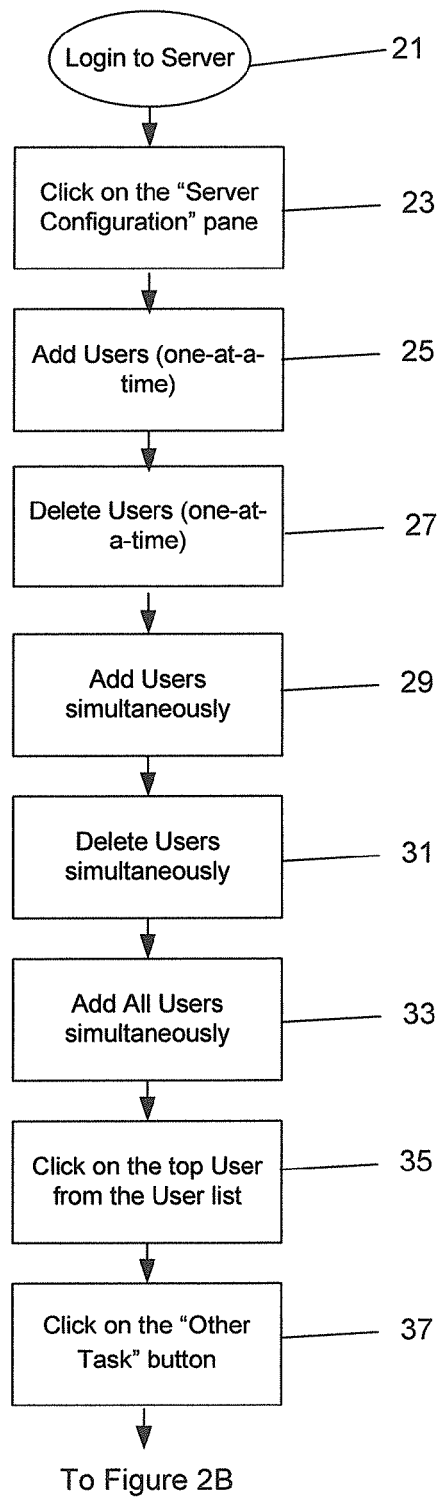 Login to Server
21
Click on the “Server
Configuration” pane
23
Add Users (one-at-a-
time)
25
Delete Users (one-at-
a-time)
27
Add Users
simultaneously
29
Delete Users
simultaneously
31
Add All Users
simultaneously
33
Click on the top User
from the User list
35
Click on the “Other
Task” button
37
To Figure 2B